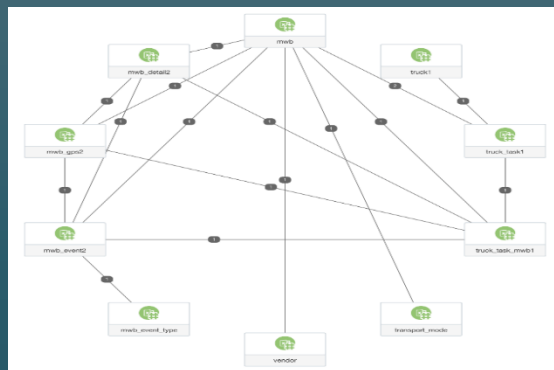 mwb
mwb_detail2
truck1
mwb_gps2
truck_task1
mwb_event2
truck_task_mwb1
mwb_event_type
vendor
transport_mode